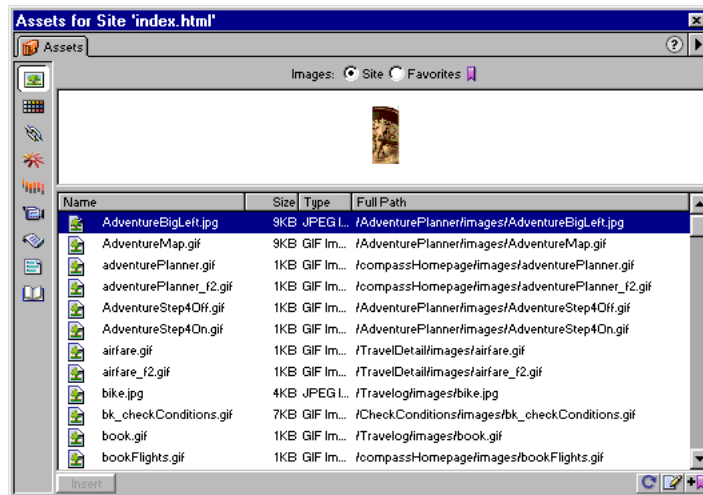 Assets for Site 'index.html'
Assets
Images: Site Favorites
Name Size Type Full Path
AdventureBigLeft.jpg 9KB JPEG I... /AdventurePlanner/images/AdventureBigLeft.jpg
AdventureMap.gif 9KB GIF Im... /AdventurePlanner/images/AdventureMap.gif
adventurePlanner.gif 1KB GIF Im... /compassHomepage/images/adventurePlanner.gif
adventurePlanner_f2.gif 1KB GIF Im... /compassHomepage/images/adventurePlanner_f2.gif
AdventureStep4Off.gif 1KB GIF Im... /AdventurePlanner/images/AdventureStep4Off.gif
AdventureStep4On.gif 1KB GIF Im... /AdventurePlanner/images/AdventureStep4On.gif
airfare.gif 1KB GIF Im... /TravelDetail/images/airfare.gif
airfare_f2.gif 1KB GIF Im... /TravelDetail/images/airfare_f2.gif
bike.jpg 4KB JPEG I... /Travelog/images/bike.jpg
bk_checkConditions.gif 7KB GIF Im... /CheckConditions/images/bk_checkConditions.gif
book.gif 1KB GIF Im... /Travelog/images/book.gif
bookFlights.gif 1KB GIF Im... /compassHomepage/images/bookFlights.gif
Insert